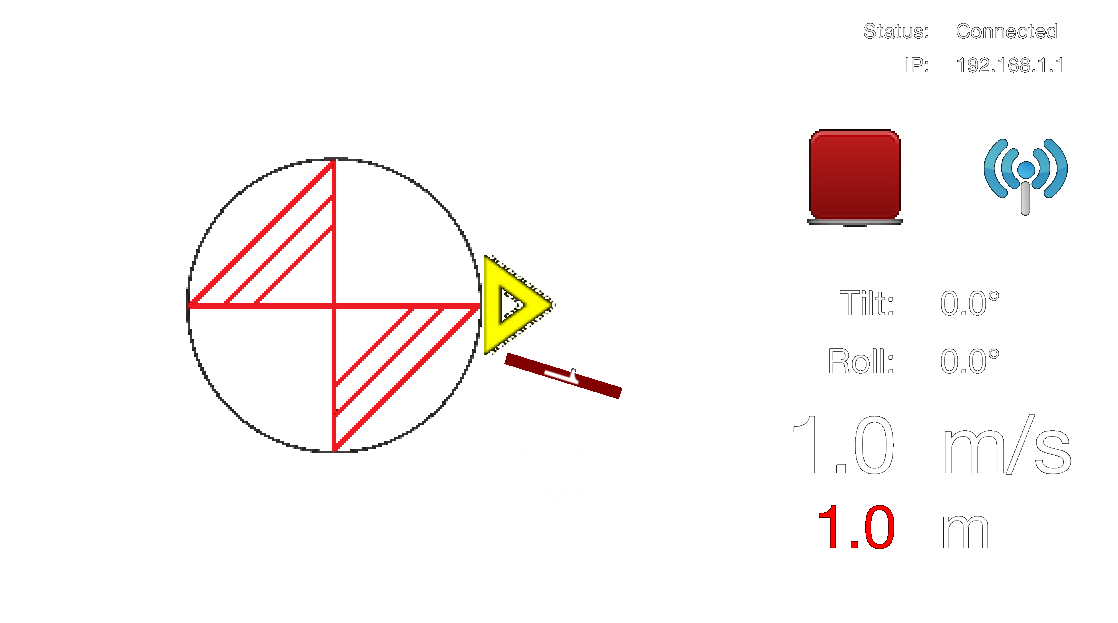 Status: Connected
IP: 192.168.1.1
Tilt: 0.0°
Roll: 0.0°
1.0 m/s
1.0 m